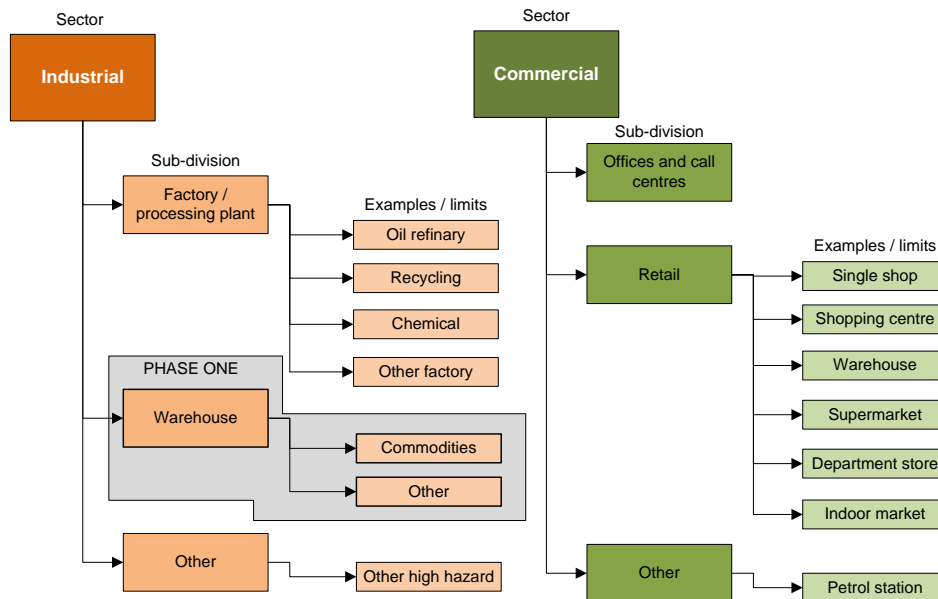 Sector
Industrial
Sub-division
Factory /
processing plant
Examples / limits
Oil refinary
Recycling
Chemical
Other factory
PHASE ONE
Warehouse
Commodities
Other
Other
Other high hazard
Sector
Commercial
Sub-division
Offices and call
centres
Retail
Examples / limits
Single shop
Shopping centre
Warehouse
Supermarket
Department store
Indoor market
Other
Petrol station